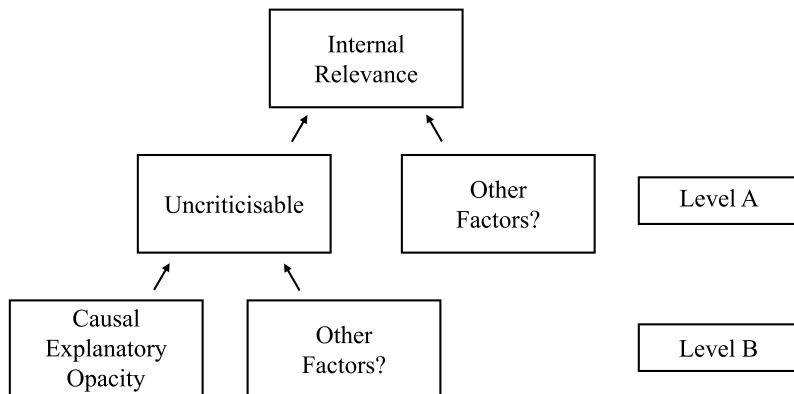 Internal
Relevance
Uncriticisable
Other
Factors?
Level A
Causal
Explanatory
Opacity
Other
Factors?
Level B